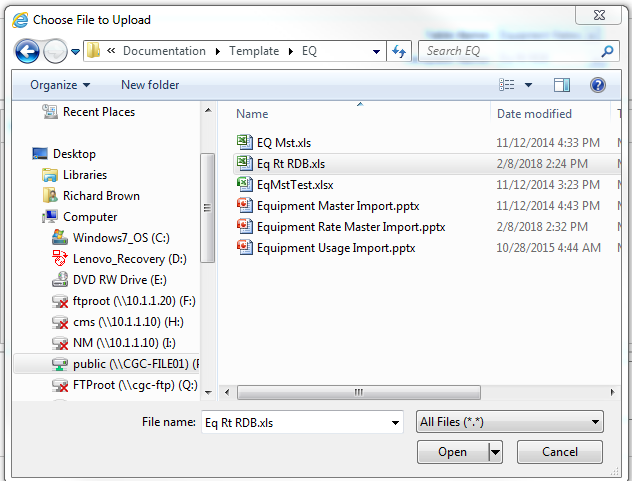 Choose File to Upload
« Documentation Template EQ Search EQ
Organize New folder
Recent Places
Desktop
Libraries
Richard Brown
Computer
Windows7_OS (C:)
Lenovo_Recovery (D:)
DVD RW Drive (E:)
ftproot (\\10.1.1.20) (F:)
cms (\\10.1.1.10) (H:)
NM (\\10.1.1.10) (I:)
public (\\CGC-FILE01) (P
FTProot (\\cgc-ftp) (Q:)
Name Date modified
EQ Mst.xls 11/12/2014 4:33 PM
Eq Rt RDB.xls 2/8/2018 2:24 PM
EqMstTest.xlsx 11/12/2014 3:23 PM
Equipment Master Import.pptx 11/12/2014 4:43 PM
Equipment Rate Master Import.pptx 2/8/2018 2:32 PM
Equipment Usage Import.pptx 10/28/2015 4:44 AM
File name: Eq Rt RDB.xls All Files (*.*)
Open Cancel